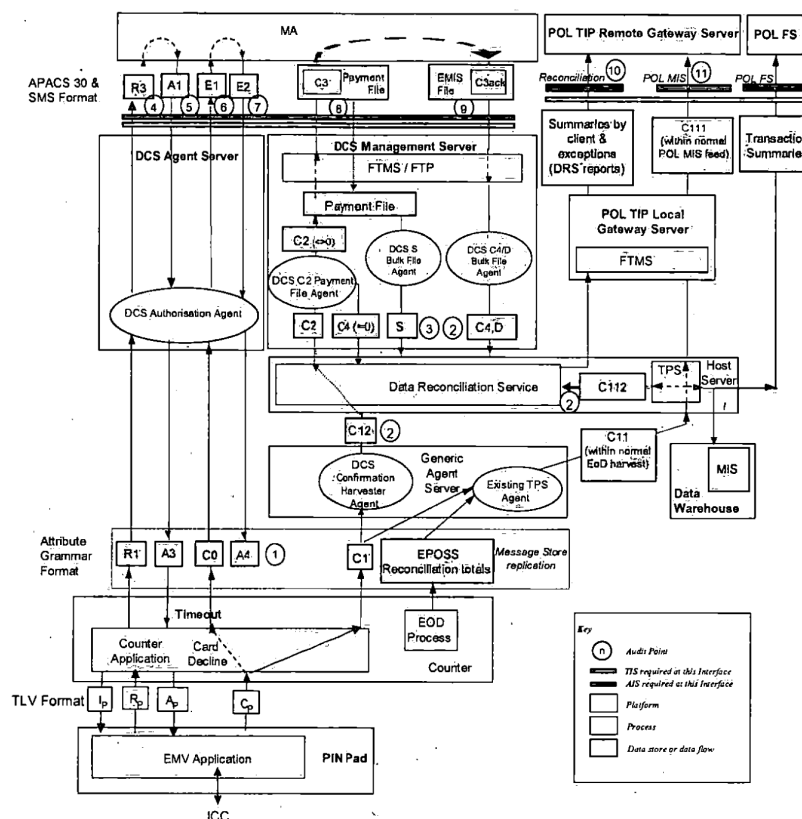 MA
POL TIP Remote Gateway Server
POL FS
APACS 30 &
SMS Format
R3
A1
E1
E2
C3
Payment
File
EMIS
File
C3ack
Reconciliation
10
POL MIS
11
POL FS
4
5
6
7
8
9
DCS Agent Server
DCS Management Server
FTMS / FTP
Payment File
C2 (<>0)
DCS S
Bulk File
Agent
DCS C4/D
Bulk File
Agent
DCS C2 Payment
File Agent
DCS Authorisation Agent
C2
C4 (=0)
S
3
2
C4,D
Summaries by
client &
exceptions
(DRS reports)
C111
(within normal
POL MIS feed)
Transaction
Summaries
POL TIP Local
Gateway Server
FTMS
Data Reconciliation Service
2
C112
TPS
Host
Server
C12
2
DCS
Confirmation
Harvester
Agent
Generic
Agent
Server
Existing TPS
Agent
C11
(within normal
EoD harvest)
MIS
Data
Warehouse
Attribute
Grammar
Format
R1
A3
C0
A4
1
C1
EPOSS
Reconciliation totals
Message Store
replication
Timeout
Counter
Application
Card
Decline
EOD
Process
Counter
TLV Format
IP
RP
AP
CP
EMV Application
PIN Pad
ICC
Key
n
Audit Point
TIS required at this Interface
AIS required at this Interface
Platform
Process
Data store or data flow